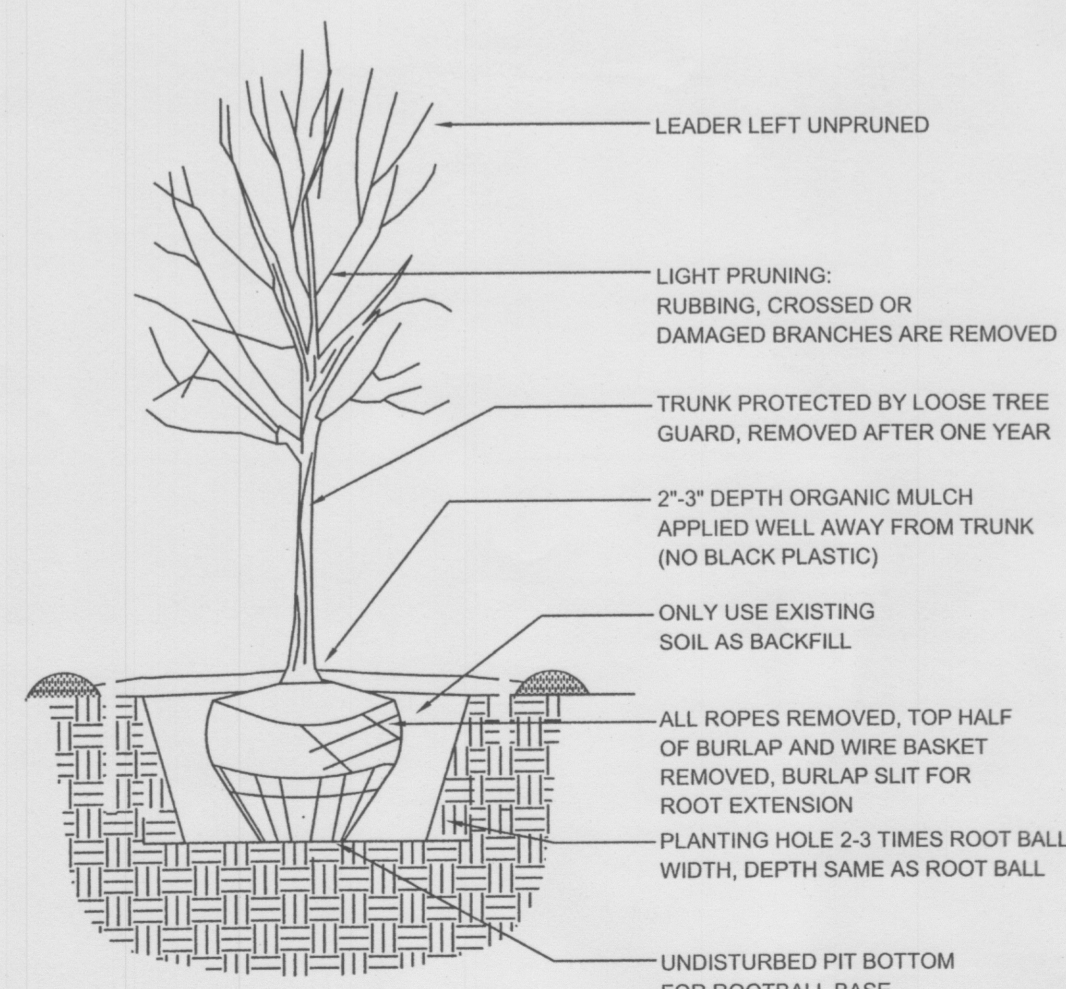 LEADER LEFT UNPRUNED
LIGHT PRUNING:
RUBBING, CROSSED OR
DAMAGED BRANCHES ARE REMOVED
TRUNK PROTECTED BY LOOSE TREE
GUARD, REMOVED AFTER ONE YEAR
2"-3" DEPTH ORGANIC MULCH
APPLIED WELL AWAY FROM TRUNK
(NO BLACK PLASTIC)
ONLY USE EXISTING
SOIL AS BACKFILL
ALL ROPES REMOVED, TOP HALF
OF BURLAP AND WIRE BASKET
REMOVED, BURLAP SLIT FOR
ROOT EXTENSION
PLANTING HOLE 2-3 TIMES ROOT BALL
WIDTH, DEPTH SAME AS ROOT BALL
UNDISTURBED PIT BOTTOM
FOR ROOTBALL BASE